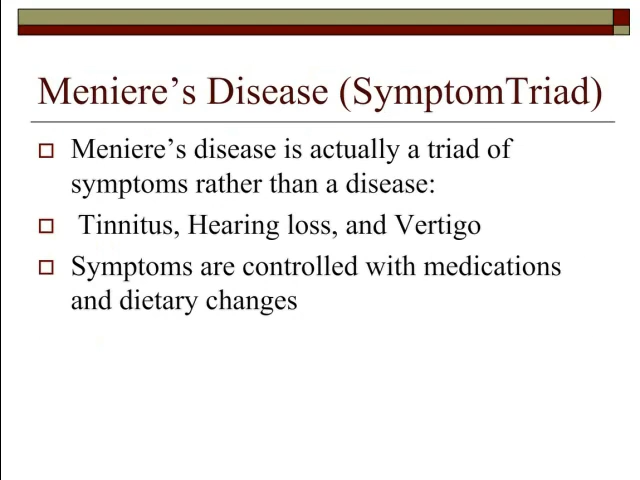 Meniere’s Disease (SymptomTriad)
Meniere’s disease is actually a triad of
symptoms rather than a disease:
Tinnitus, Hearing loss, and Vertigo
Symptoms are controlled with medications
and dietary changes